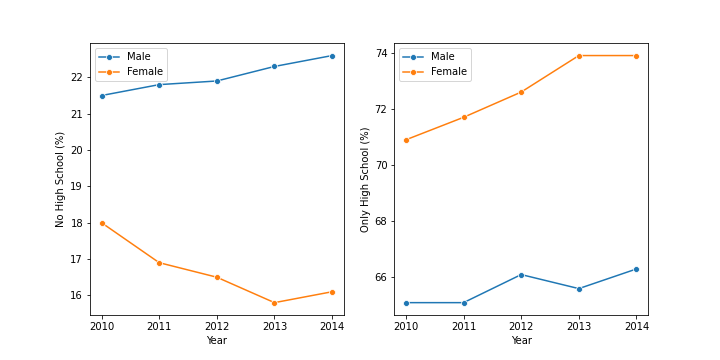 Male
Female
No High School (%)
22
21
20
19
18
17
16
2010 2011 2012 2013 2014
Year
Male
Female
Only High School (%)
74
72
70
68
66
2010 2011 2012 2013 2014
Year